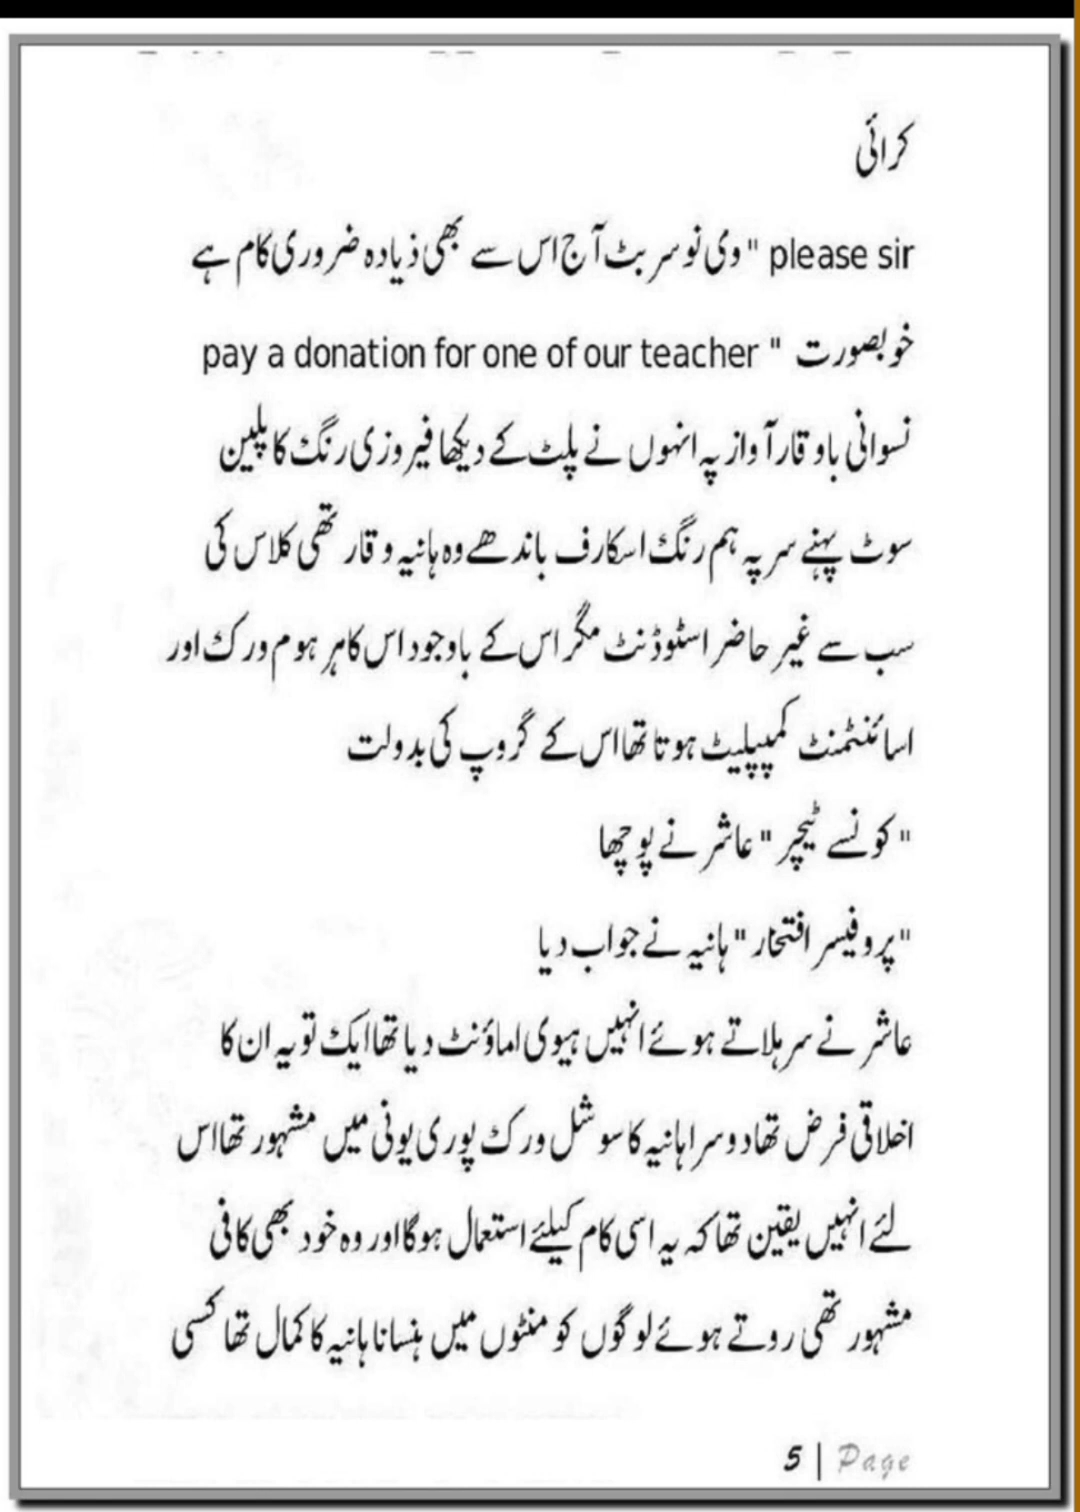 کرائی
please sir " وی نو سر بٹ آج اس سے بھی ذیادہ ضروری کام ہے
pay a donation for one of our teacher " خوبصورت
نسوانی باوقار آواز پہ انہوں نے پلٹ کے دیکھا فیروزی رنگ کا پلین
سوٹ پہنے سر پہ ہم رنگ اسکارف باندھے وہ ہانیہ وقار تھی کلاس کی
سب سے غیر حاضر اسٹوڈنٹ مگر اس کے باوجود اس کا ہر ہوم ورک اور
اسائنٹمنٹ کمپپلیٹ ہوتا تھا اس کے گروپ کی بدولت
" کونسے ٹیچر " عاشر نے پوچھا
"پروفیسر افتخار " ہانیہ نے جواب دیا
عاشر نے سر ہلاتے ہوئے انہیں ہیوی اماؤنٹ دیا تھا ایک تو یہ ان کا
اخلاقی فرض تھا دوسرا ہانیہ کا سوشل ورک پوری یونی میں مشہور تھا اس
لئے انہیں یقین تھا کہ یہ اسی کام کیلئے استعمال ہوگا اور وہ خود بھی کافی
مشہور تھی روتے ہوئے لوگوں کو منٹوں میں ہنسانا ہانیہ کا کمال تھا کسی
5 | Page